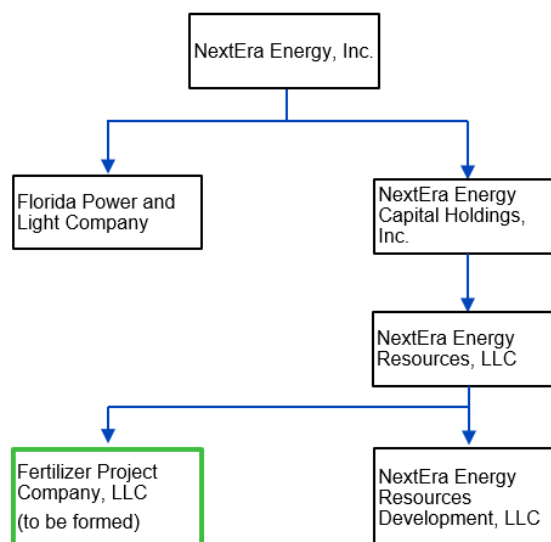 NextEra Energy, Inc.
Florida Power and
Light Company
NextEra Energy
Capital Holdings,
Inc.
NextEra Energy
Resources, LLC
Fertilizer Project
Company, LLC
(to be formed)
NextEra Energy
Resources
Development, LLC